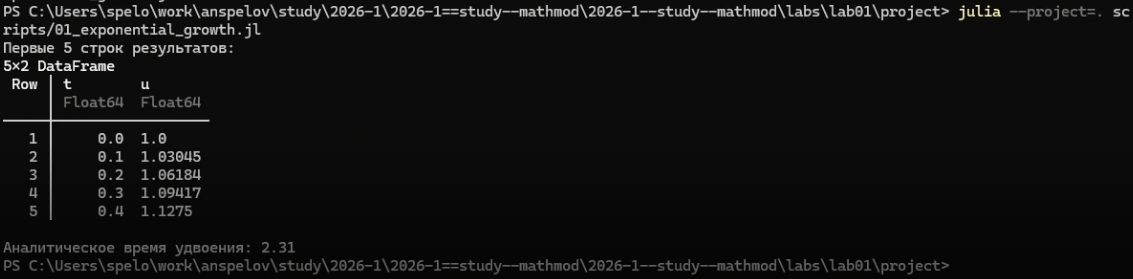 PS C:\Users\spelo\work\anspelov\study\2026-1\2026-1==study--mathmod\2026-1--study--mathmod\labs\lab01\project> julia --project=. sc
ripts/01_exponential_growth.jl
Первые 5 строк результатов:
5×2 DataFrame
Row t u
Float64 Float64
1 0.0 1.0
2 0.1 1.03045
3 0.2 1.06184
4 0.3 1.09417
5 0.4 1.1275
Аналитическое время удвоения: 2.31
PS C:\Users\spelo\work\anspelov\study\2026-1\2026-1==study--mathmod\2026-1--study--mathmod\labs\lab01\project>